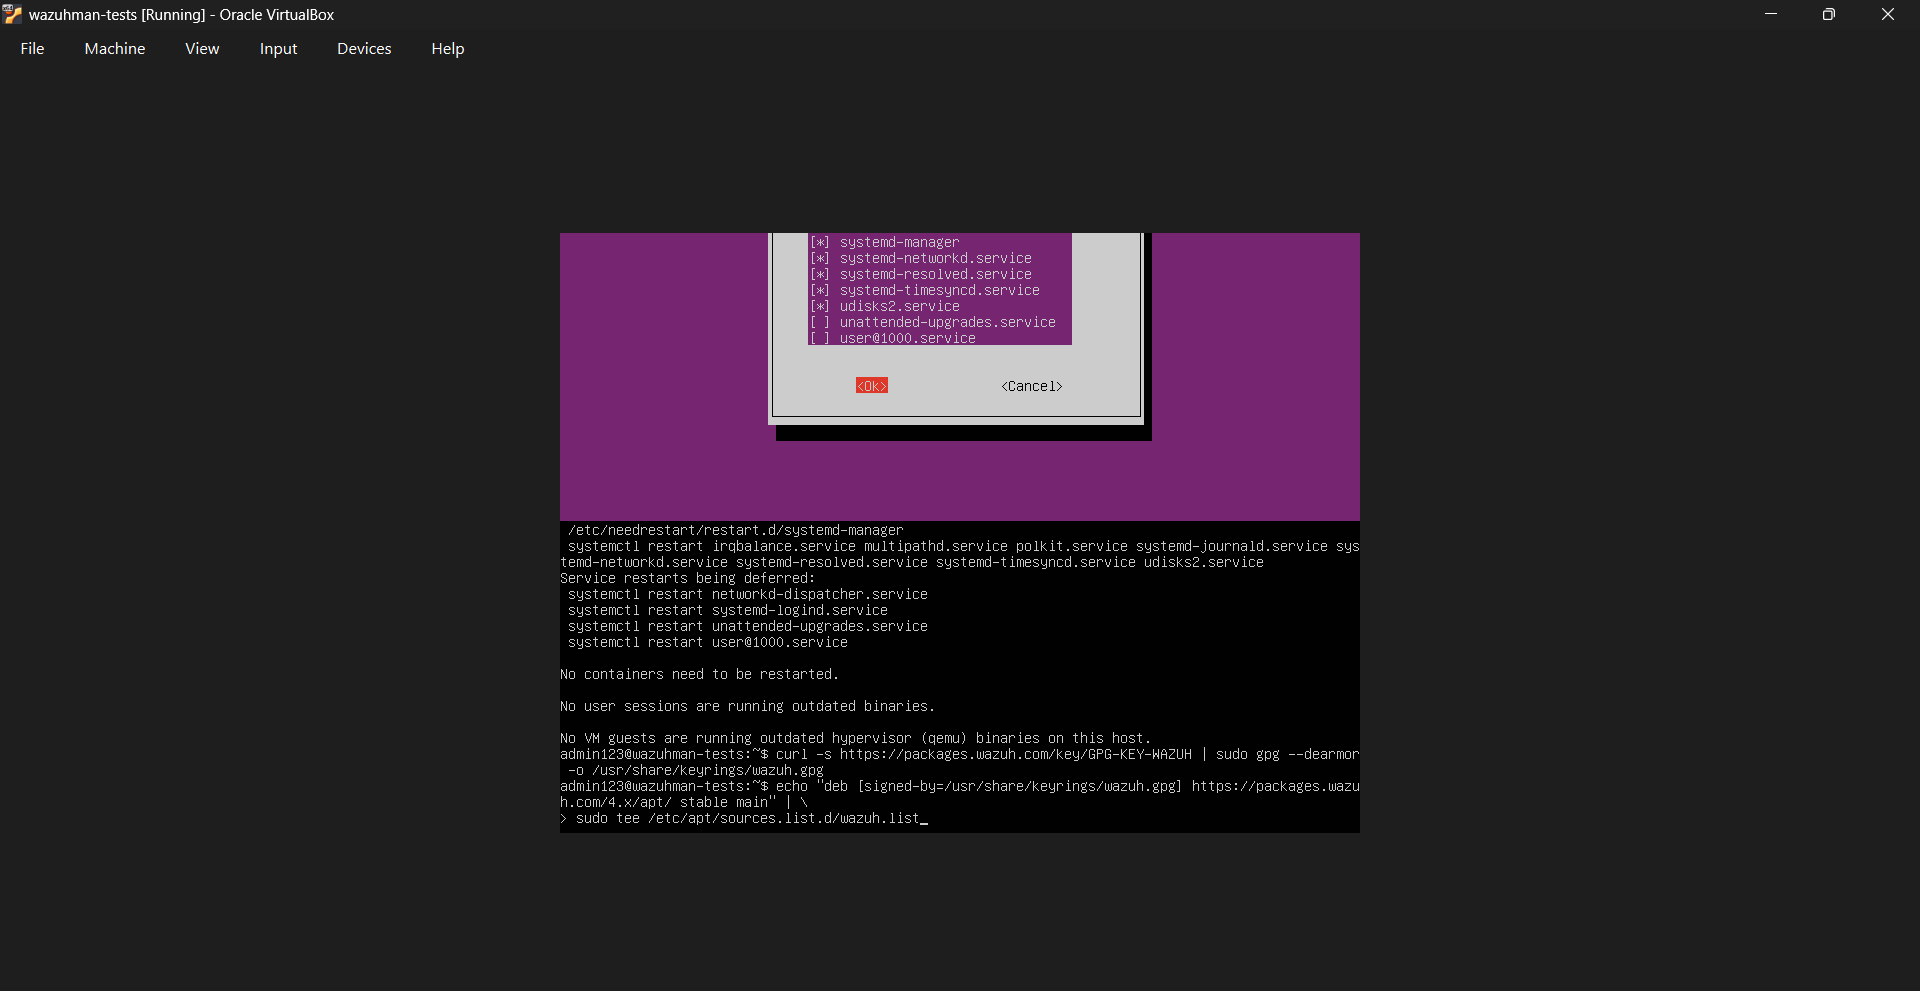 wazuhman-tests [Running] - Oracle VirtualBox
File Machine View Input Devices Help
[*] systemd-manager
[*] systemd-networkd.service
[*] systemd-resolved.service
[*] systemd-timesyncd.service
[*] udisks2.service
[ ] unattended-upgrades.service
[ ] user@1000.service
<Ok> <Cancel>
/etc/needrestart/restart.d/systemd-manager
systemctl restart irqbalance.service multipathd.service polkit.service systemd-journald.service sys
temd-networkd.service systemd-resolved.service systemd-timesyncd.service udisks2.service
Service restarts being deferred:
systemctl restart networkd-dispatcher.service
systemctl restart systemd-logind.service
systemctl restart unattended-upgrades.service
systemctl restart user@1000.service
No containers need to be restarted.
No user sessions are running outdated binaries.
No VM guests are running outdated hypervisor (qemu) binaries on this host.
admin123@wazuhman-tests:~$ curl -s https://packages.wazuh.com/key/GPG-KEY-WAZUH | sudo gpg --dearmor
-o /usr/share/keyrings/wazuh.gpg
admin123@wazuhman-tests:~$ echo "deb [signed-by=/usr/share/keyrings/wazuh.gpg] https://packages.wazu
h.com/4.x/apt/ stable main" | \
> sudo tee /etc/apt/sources.list.d/wazuh.list_